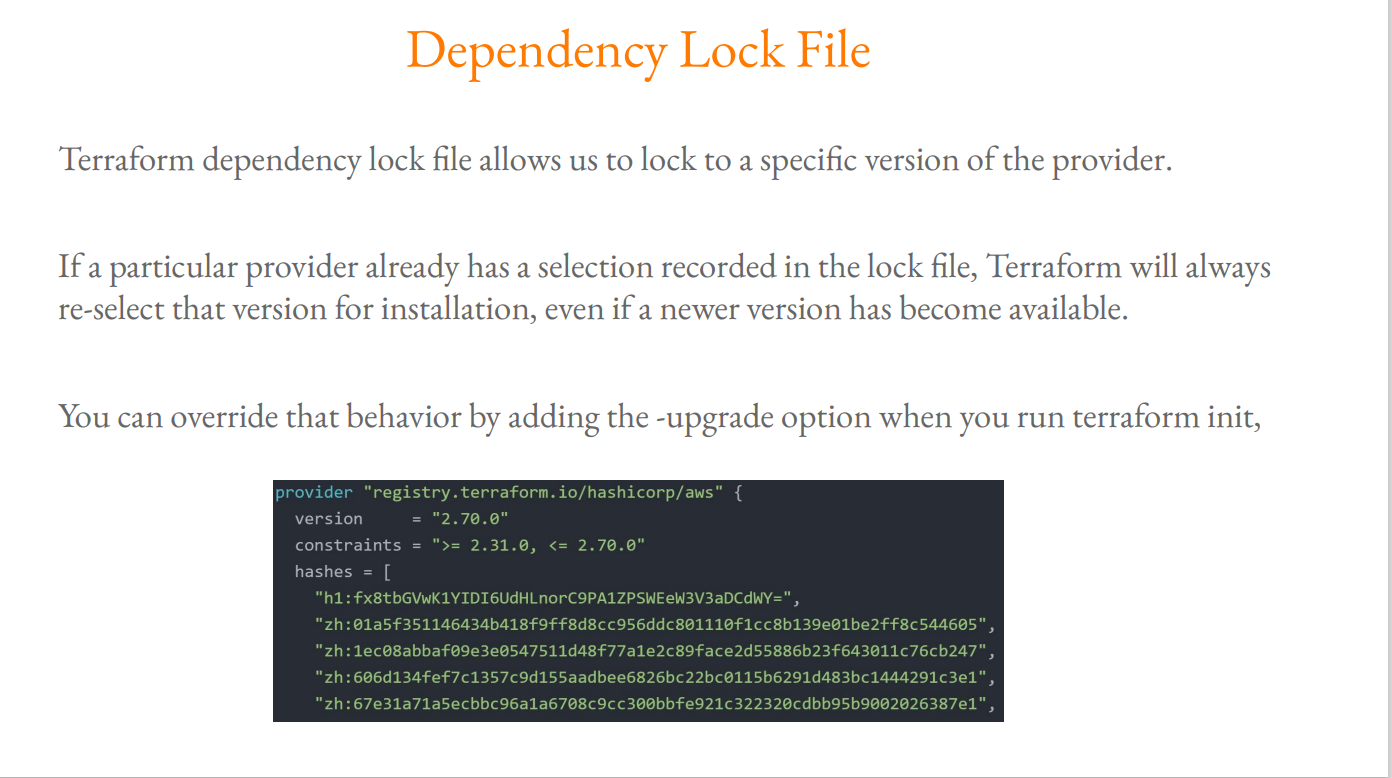 Dependency Lock File
Terraform dependency lock file allows us to lock to a specific version of the provider.
If a particular provider already has a selection recorded in the lock file, Terraform will always
re-select that version for installation, even if a newer version has become available.
You can override that behavior by adding the -upgrade option when you run terraform init,
provider "registry.terraform.io/hashicorp/aws" {
  version     = "2.70.0"
  constraints = ">= 2.31.0, <= 2.70.0"
  hashes = [
    "h1:fx8tbGVwK1YIDI6UdHLnorC9PA1ZPSWEeW3V3aDCdWY=",
    "zh:01a5f351146434b418f9ff8d8cc956ddc801110f1cc8b139e01be2ff8c544605",
    "zh:1ec08abbaf09e3e0547511d48f77a1e2c89face2d55886b23f643011c76cb247",
    "zh:606d134fef7c1357c9d155aadbee6826bc22bc0115b6291d483bc1444291c3e1",
    "zh:67e31a71a5ecbbc96a1a6708c9cc300bbfe921c322320cdbb95b9002026387e1",